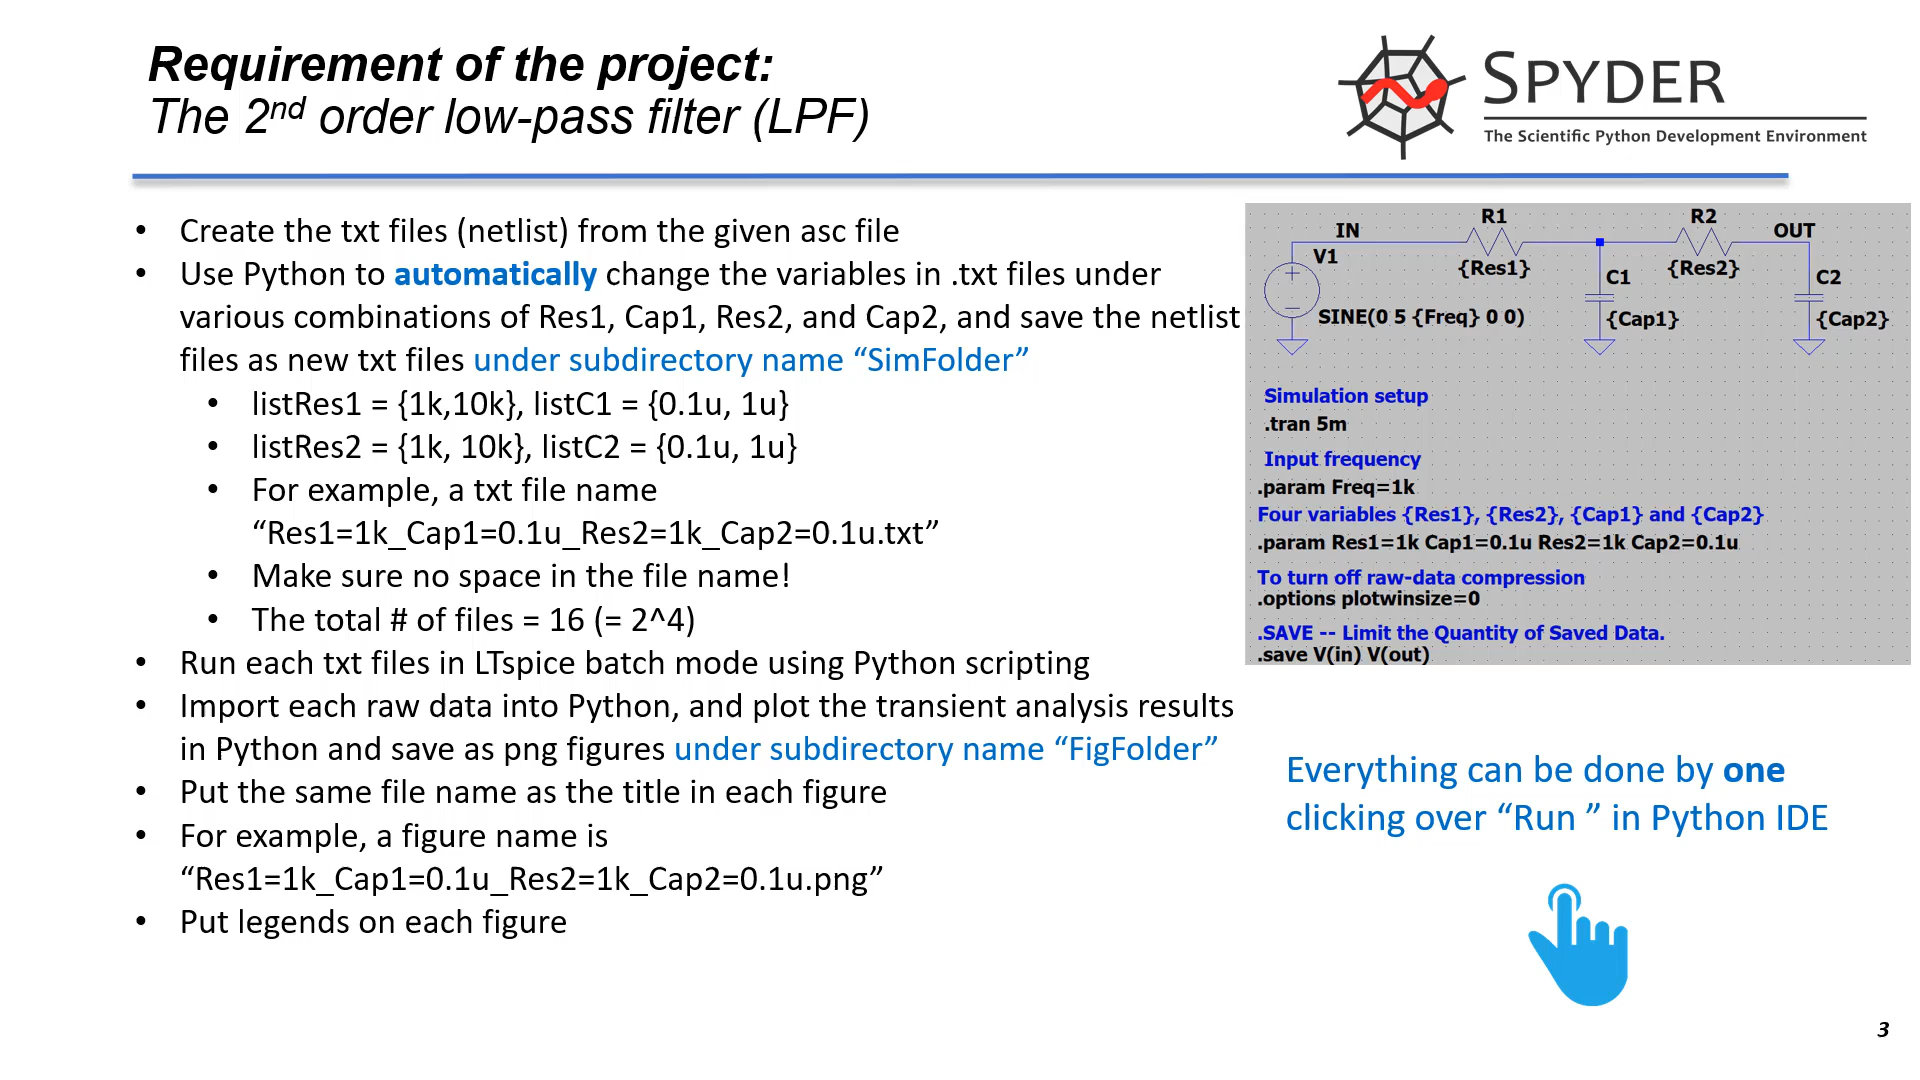 Requirement of the project:
The 2nd order low-pass filter (LPF)
SPYDER
The Scientific Python Development Environment
• Create the txt files (netlist) from the given asc file
• Use Python to automatically change the variables in .txt files under
various combinations of Res1, Cap1, Res2, and Cap2, and save the netlist
files as new txt files under subdirectory name “SimFolder”
• listRes1 = {1k,10k}, listC1 = {0.1u, 1u}
• listRes2 = {1k, 10k}, listC2 = {0.1u, 1u}
• For example, a txt file name
“Res1=1k_Cap1=0.1u_Res2=1k_Cap2=0.1u.txt”
• Make sure no space in the file name!
• The total # of files = 16 (= 2^4)
• Run each txt files in LTspice batch mode using Python scripting
• Import each raw data into Python, and plot the transient analysis results
in Python and save as png figures under subdirectory name “FigFolder”
• Put the same file name as the title in each figure
• For example, a figure name is
“Res1=1k_Cap1=0.1u_Res2=1k_Cap2=0.1u.png”
• Put legends on each figure
R1 R2
IN OUT
V1 {Res1} {Res2}
C1 C2
SINE(0 5 {Freq} 0 0) {Cap1} {Cap2}
Simulation setup
.tran 5m
Input frequency
.param Freq=1k
Four variables {Res1}, {Res2}, {Cap1} and {Cap2}
.param Res1=1k Cap1=0.1u Res2=1k Cap2=0.1u
To turn off raw-data compression
.options plotwinsize=0
.SAVE -- Limit the Quantity of Saved Data.
.save V(in) V(out)
Everything can be done by one
clicking over “Run ” in Python IDE
3